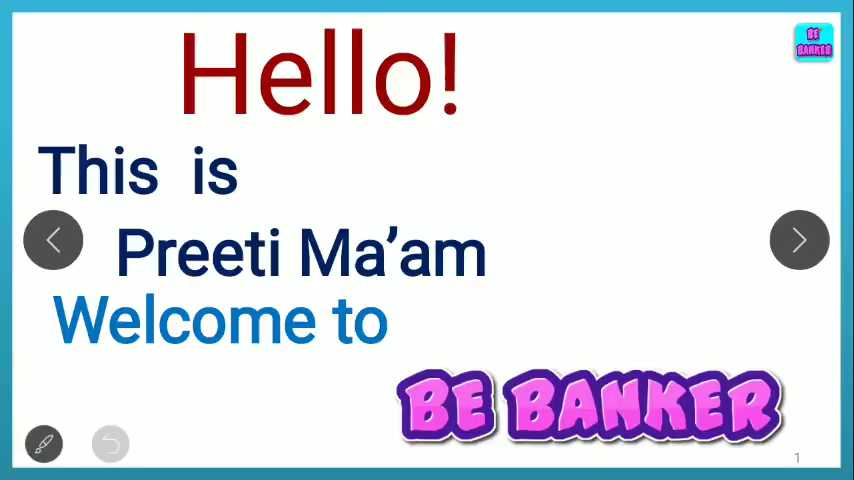 Hello!
BE
BANKER
This is
Preeti Ma’am
Welcome to
BE BANKER
1